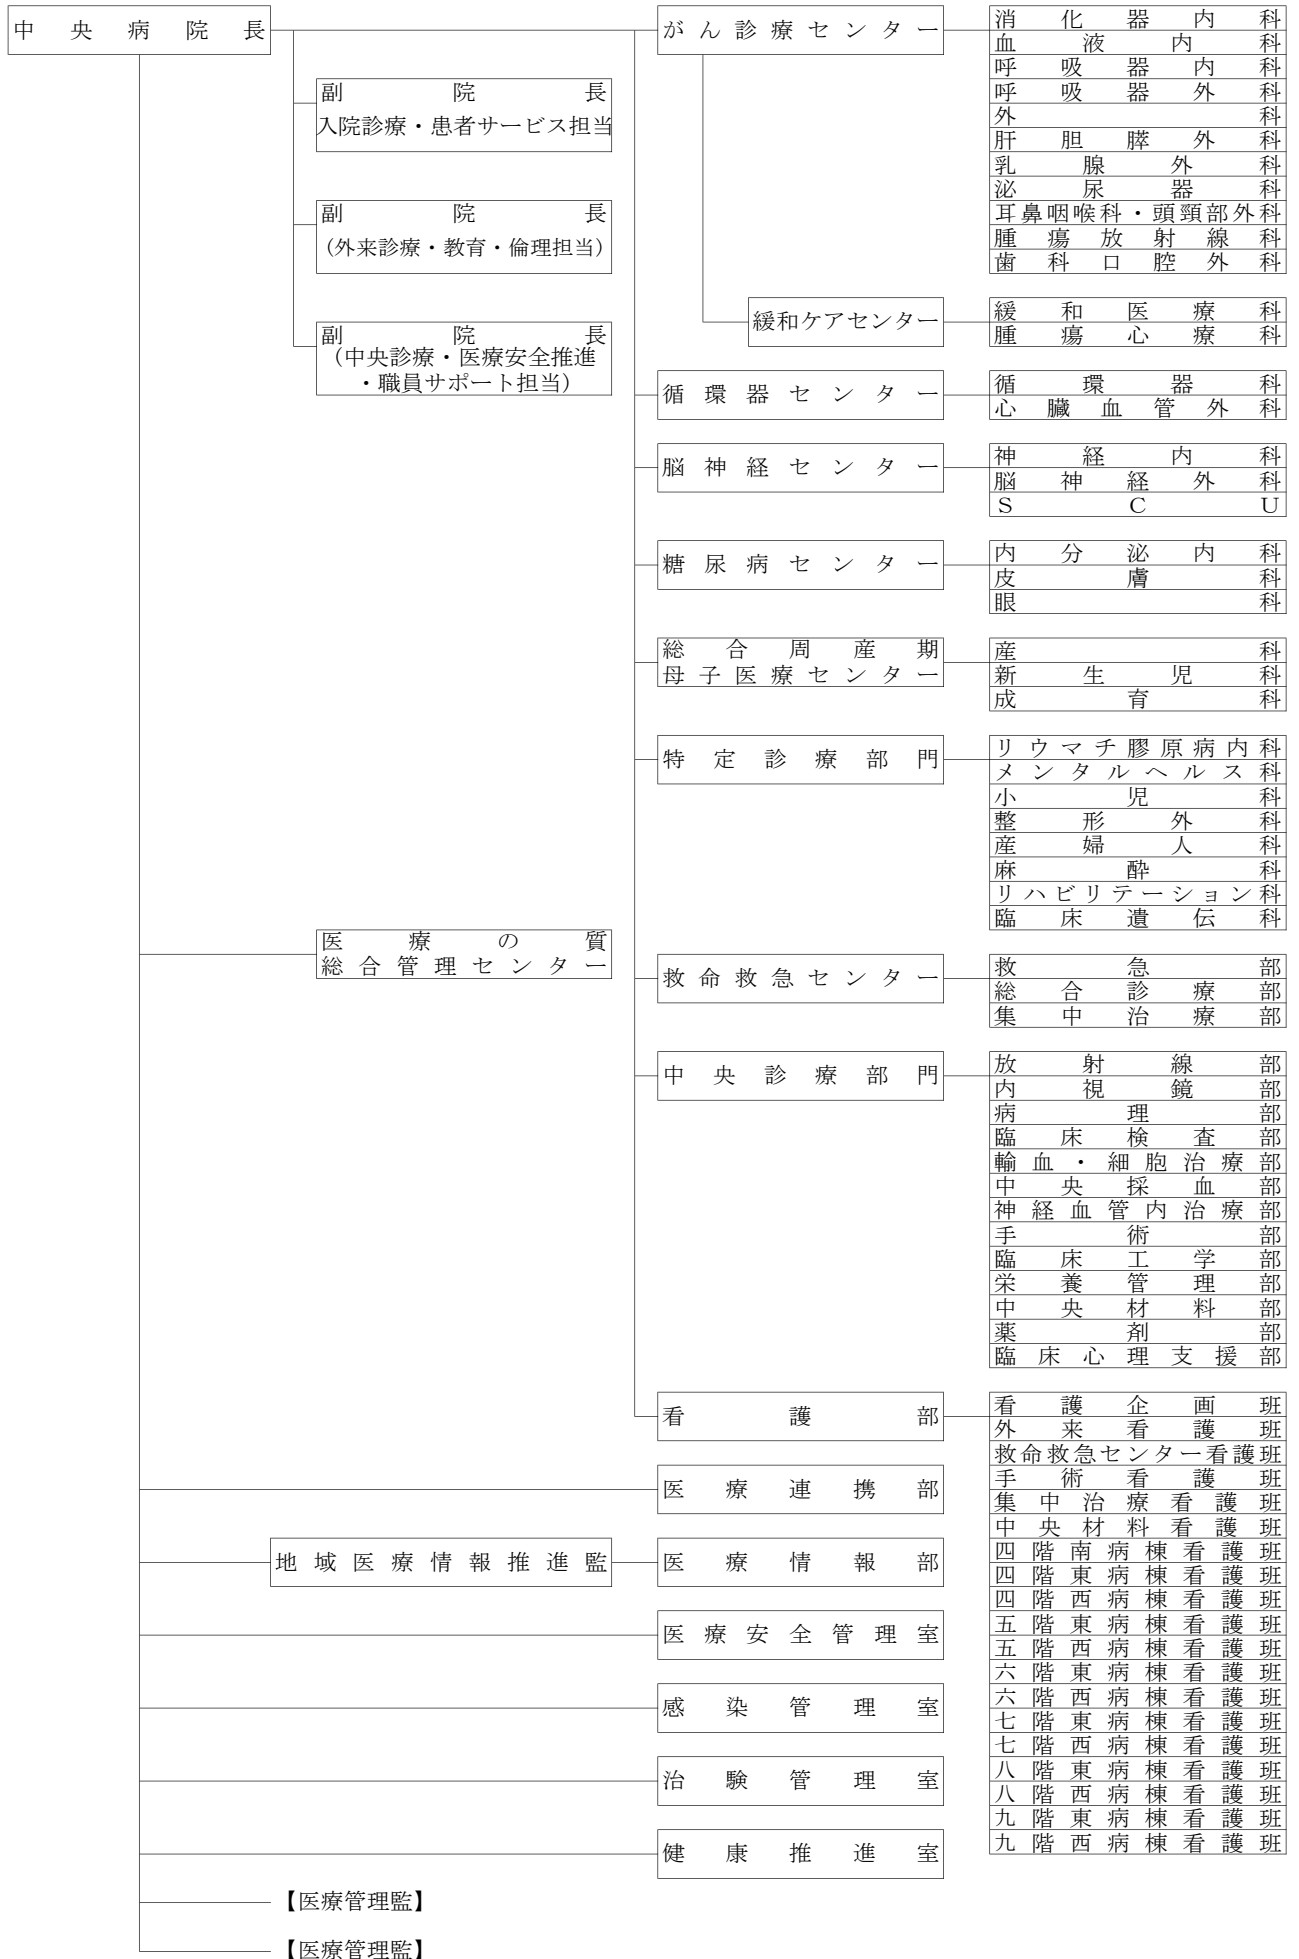 中央病院長
副院長
入院診療・患者サービス担当
副院長
（外来診療・教育・倫理担当）
副院長
（中央診療・医療安全推進
・職員サポート担当）
医療の質
総合管理センター
がん診療センター
消化器内科
血液内科
呼吸器内科
呼吸器外科
外科
肝胆膵外科
乳腺外科
泌尿器科
耳鼻咽喉科・頭頸部外科
腫瘍放射線科
歯科口腔外科
緩和ケアセンター
緩和医療科
腫瘍心療科
循環器センター
循環器科
心臓血管外科
脳神経センター
神経内科
脳神経外科
ＳＣＵ
糖尿病センター
内分泌内科
皮膚科
眼科
総合周産期
母子医療センター
産科
新生児科
成育科
特定診療部門
リウマチ膠原病内科
メンタルヘルス科
小児科
整形外科
産婦人科
麻酔科
リハビリテーション科
臨床遺伝科
救命救急センター
救急部
総合診療部
集中治療部
中央診療部門
放射線部
内視鏡部
病理部
臨床検査部
輸血・細胞治療部
中央採血部
神経血管内治療部
手術部
臨床工学部
栄養管理部
中央材料部
薬剤部
臨床心理支援部
看護部
看護企画班
外来看護班
救命救急センター看護班
手術看護班
集中治療看護班
中央材料看護班
四階南病棟看護班
四階東病棟看護班
四階西病棟看護班
五階東病棟看護班
五階西病棟看護班
六階東病棟看護班
六階西病棟看護班
七階東病棟看護班
七階西病棟看護班
八階東病棟看護班
八階西病棟看護班
九階東病棟看護班
九階西病棟看護班
医療連携部
地域医療情報推進監
医療情報部
医療安全管理室
感染管理室
治験管理室
健康推進室
【医療管理監】
【医療管理監】